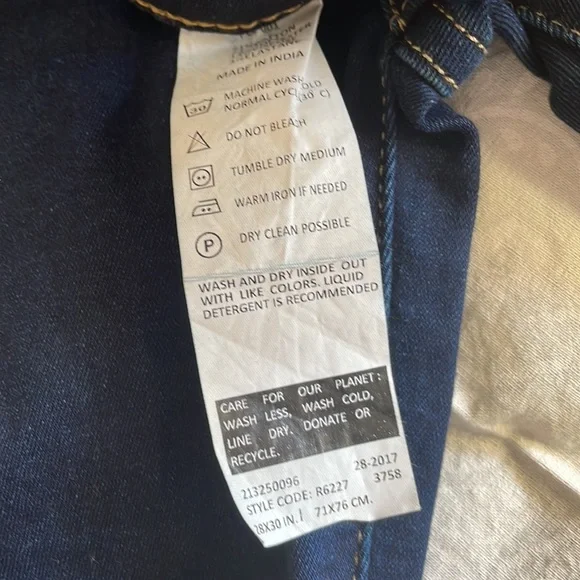 MADE IN INDIA
30
MACHINE WASH COLD
NORMAL CYCLE (30 C)
DO NOT BLEACH
TUMBLE DRY MEDIUM
WARM IRON IF NEEDED
P
DRY CLEAN POSSIBLE
WASH AND DRY INSIDE OUT
WITH LIKE COLORS. LIQUID
DETERGENT IS RECOMMENDED
CARE FOR OUR PLANET:
WASH LESS, WASH COLD,
LINE DRY. DONATE OR
RECYCLE.
213250096 28-2017
STYLE CODE: R6227 3758
28X30 IN. 71X76 CM.